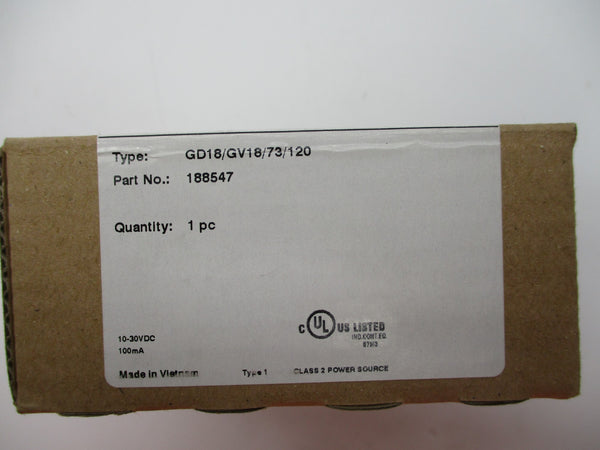 Type: GD18/GV18/73/120
Part No.: 188547
Quantity: 1 pc
C UL US LISTED
IND.CONT.EQ.
10-30VDC
100mA
Made in Vietnam Type 1 CLASS 2 POWER SOURCE